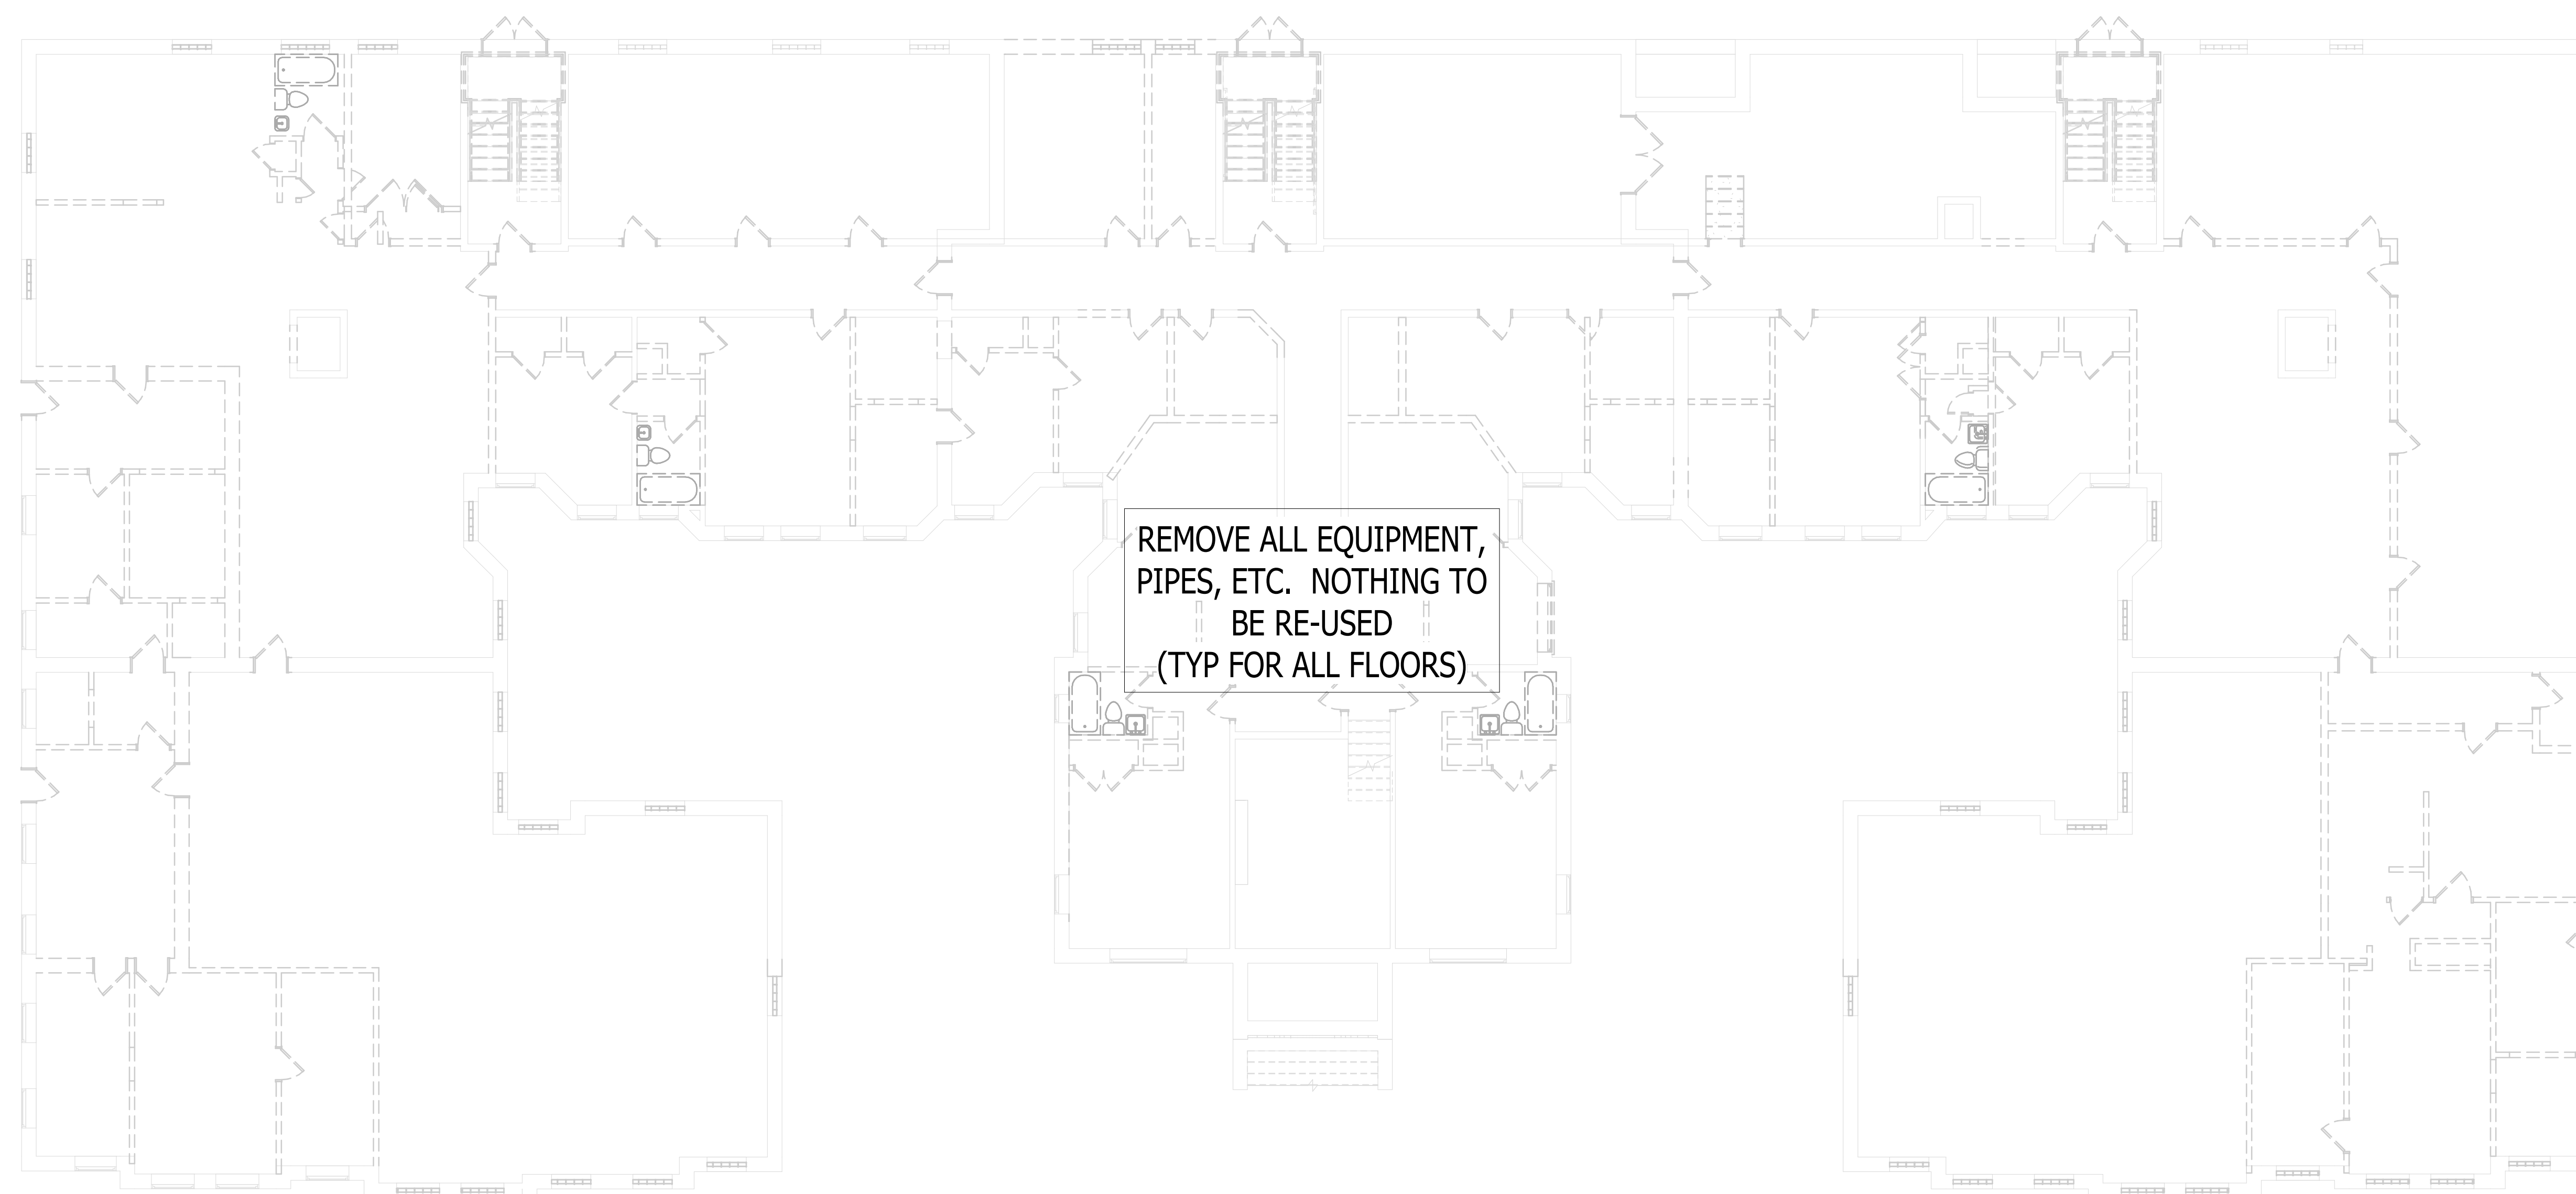 REMOVE ALL EQUIPMENT,
PIPES, ETC.  NOTHING TO
BE RE-USED
(TYP FOR ALL FLOORS)